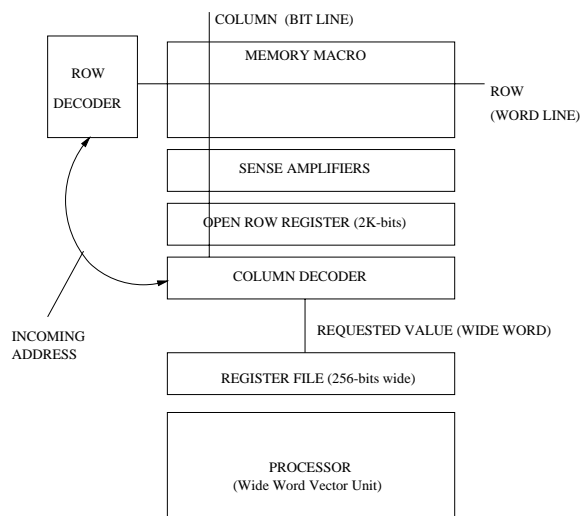 COLUMN (BIT LINE)
MEMORY MACRO
ROW
DECODER
ROW
(WORD LINE)
SENSE AMPLIFIERS
OPEN ROW REGISTER (2K-bits)
COLUMN DECODER
INCOMING
ADDRESS
REQUESTED VALUE (WIDE WORD)
REGISTER FILE (256-bits wide)
PROCESSOR
(Wide Word Vector Unit)